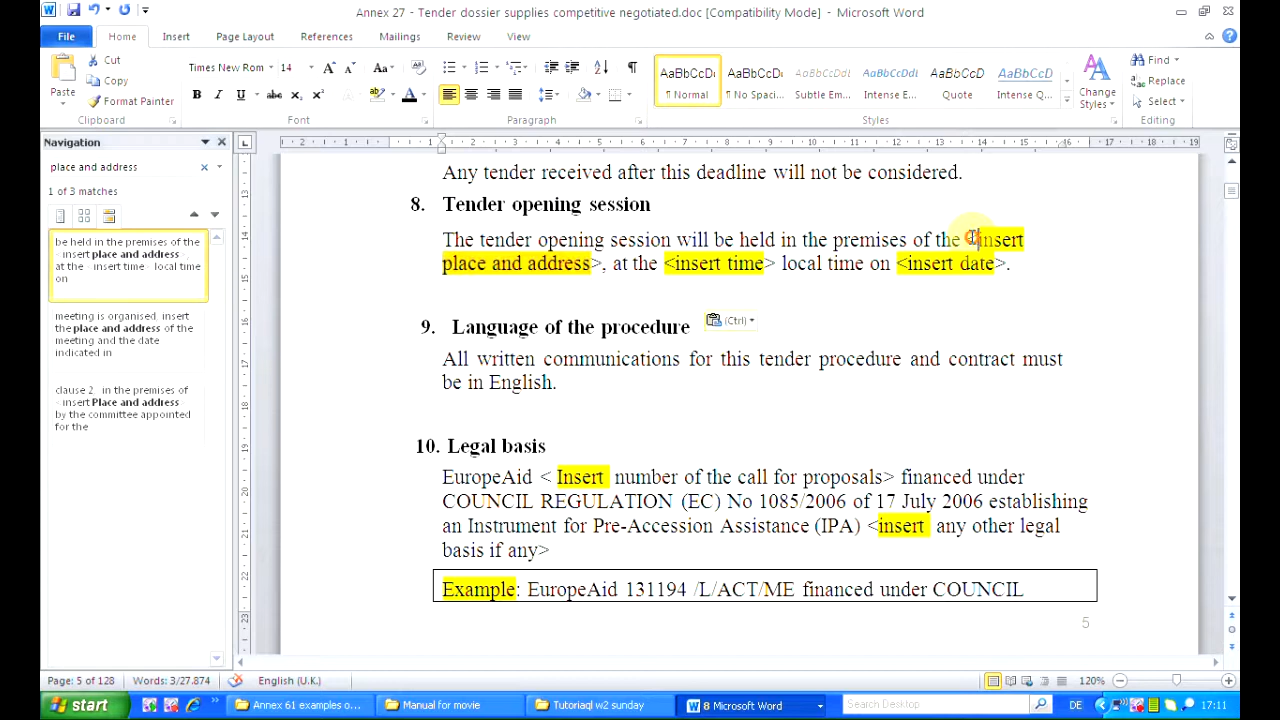 Annex 27 - Tender dossier supplies competitive negotiated.doc [Compatibility Mode] - Microsoft Word
File Home Insert Page Layout References Mailings Review View
Paste
Cut
Copy
Format Painter
Clipboard
Times New Rom 14
Font
Paragraph
AaBbCcDı AaBbCcDı AaBbCcDı AaBbCcDı AaBbCcDı AaBbCcDı
¶ Normal ¶ No Spaci... Subtle Em... Intense E... Quote Intense Q...
Change
Styles
Styles
Find
Replace
Select
Editing
Navigation
place and address
1 of 3 matches
be held in the premises of the
<insert place and address>
at the <insert time> local time
on
meeting is organised, insert
the place and address of the
meeting and the date
indicated in
clause 2, in the premises of
<insert Place and address>
by the committee appointed
for the
Any tender received after this deadline will not be considered.
8. Tender opening session
The tender opening session will be held in the premises of the <insert
place and address>, at the <insert time> local time on <insert date>.
(Ctrl)
9. Language of the procedure
All written communications for this tender procedure and contract must
be in English.
10. Legal basis
EuropeAid < Insert number of the call for proposals> financed under
COUNCIL REGULATION (EC) No 1085/2006 of 17 July 2006 establishing
an Instrument for Pre-Accession Assistance (IPA) <insert any other legal
basis if any>
Example: EuropeAid 131194 /L/ACT/ME financed under COUNCIL
5
Page: 5 of 128 Words: 3/27.874 English (U.K.) 120%
start Annex 61 examples o... Manual for movie Tutoriaql w2 sunday 8 Microsoft Word Search Desktop DE 17:11